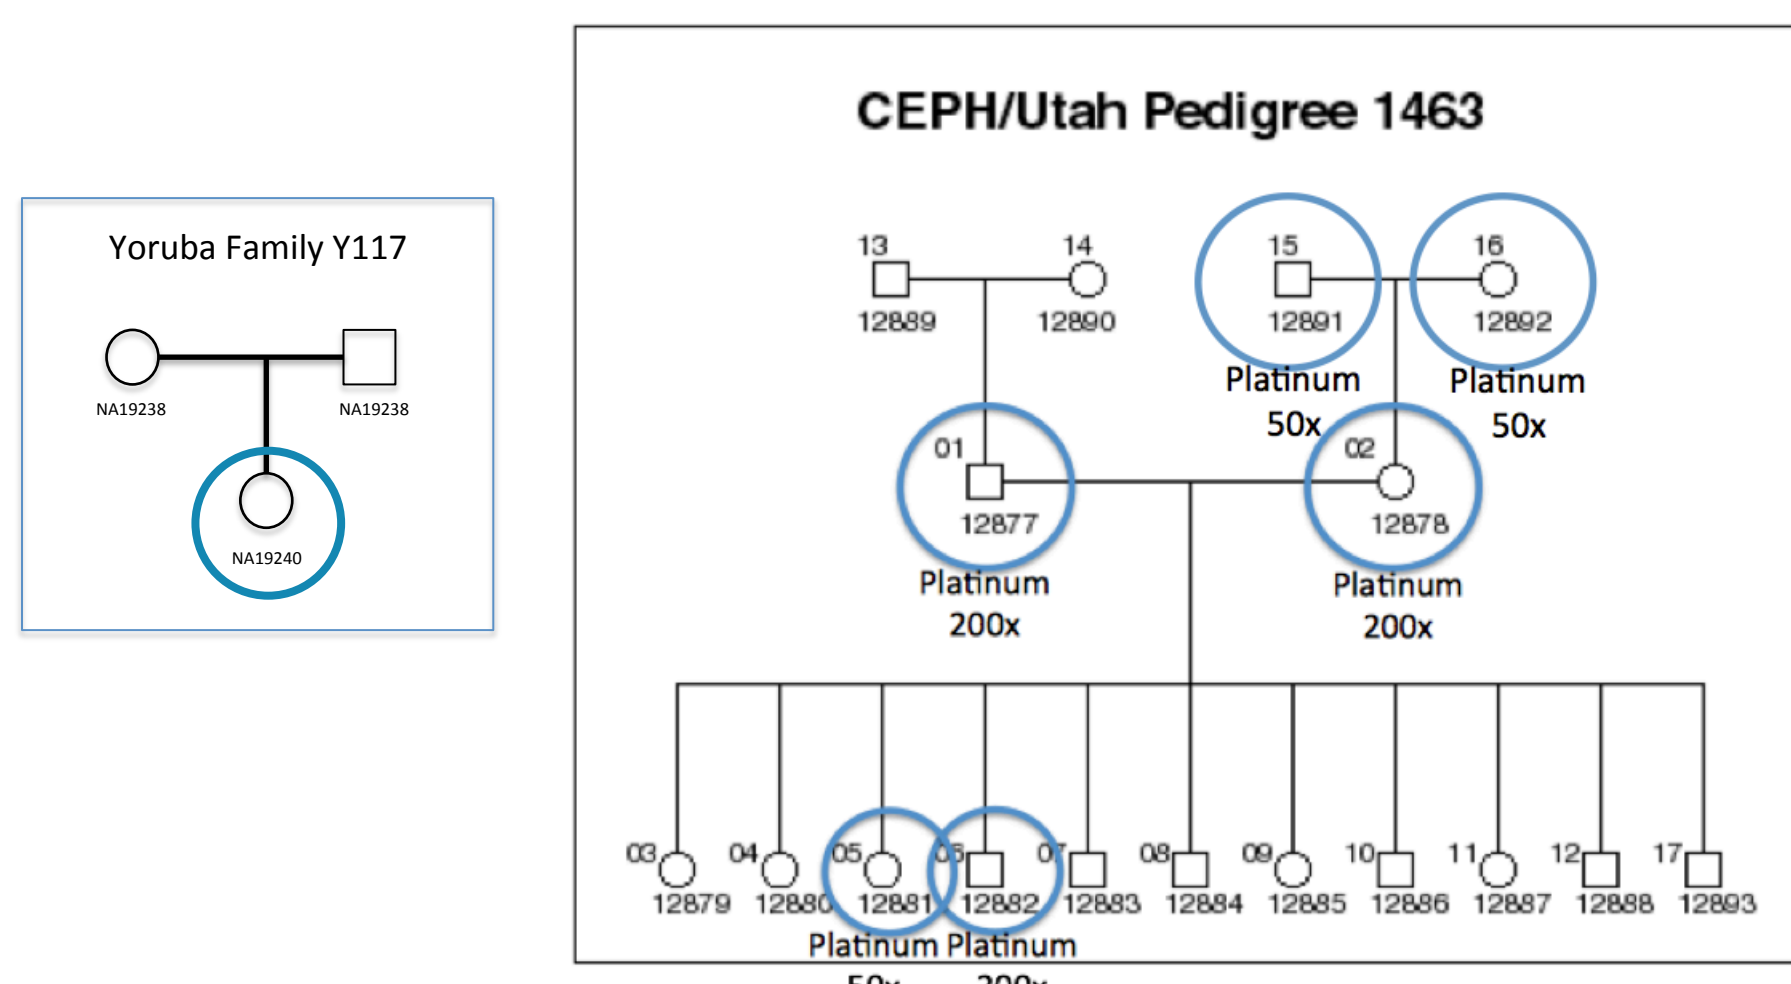 Yoruba Family Y117
NA19238
NA19238
NA19240
CEPH/Utah Pedigree 1463
13
14
15
16
12889
12890
12891
12892
Platinum
Platinum
50x
50x
01
02
12877
12878
Platinum
Platinum
200x
200x
03
04
05
06
07
08
09
10
11
12
17
12879
12880
12881
12882
12883
12884
12885
12886
12887
12888
12893
Platinum Platinum
50x 200x